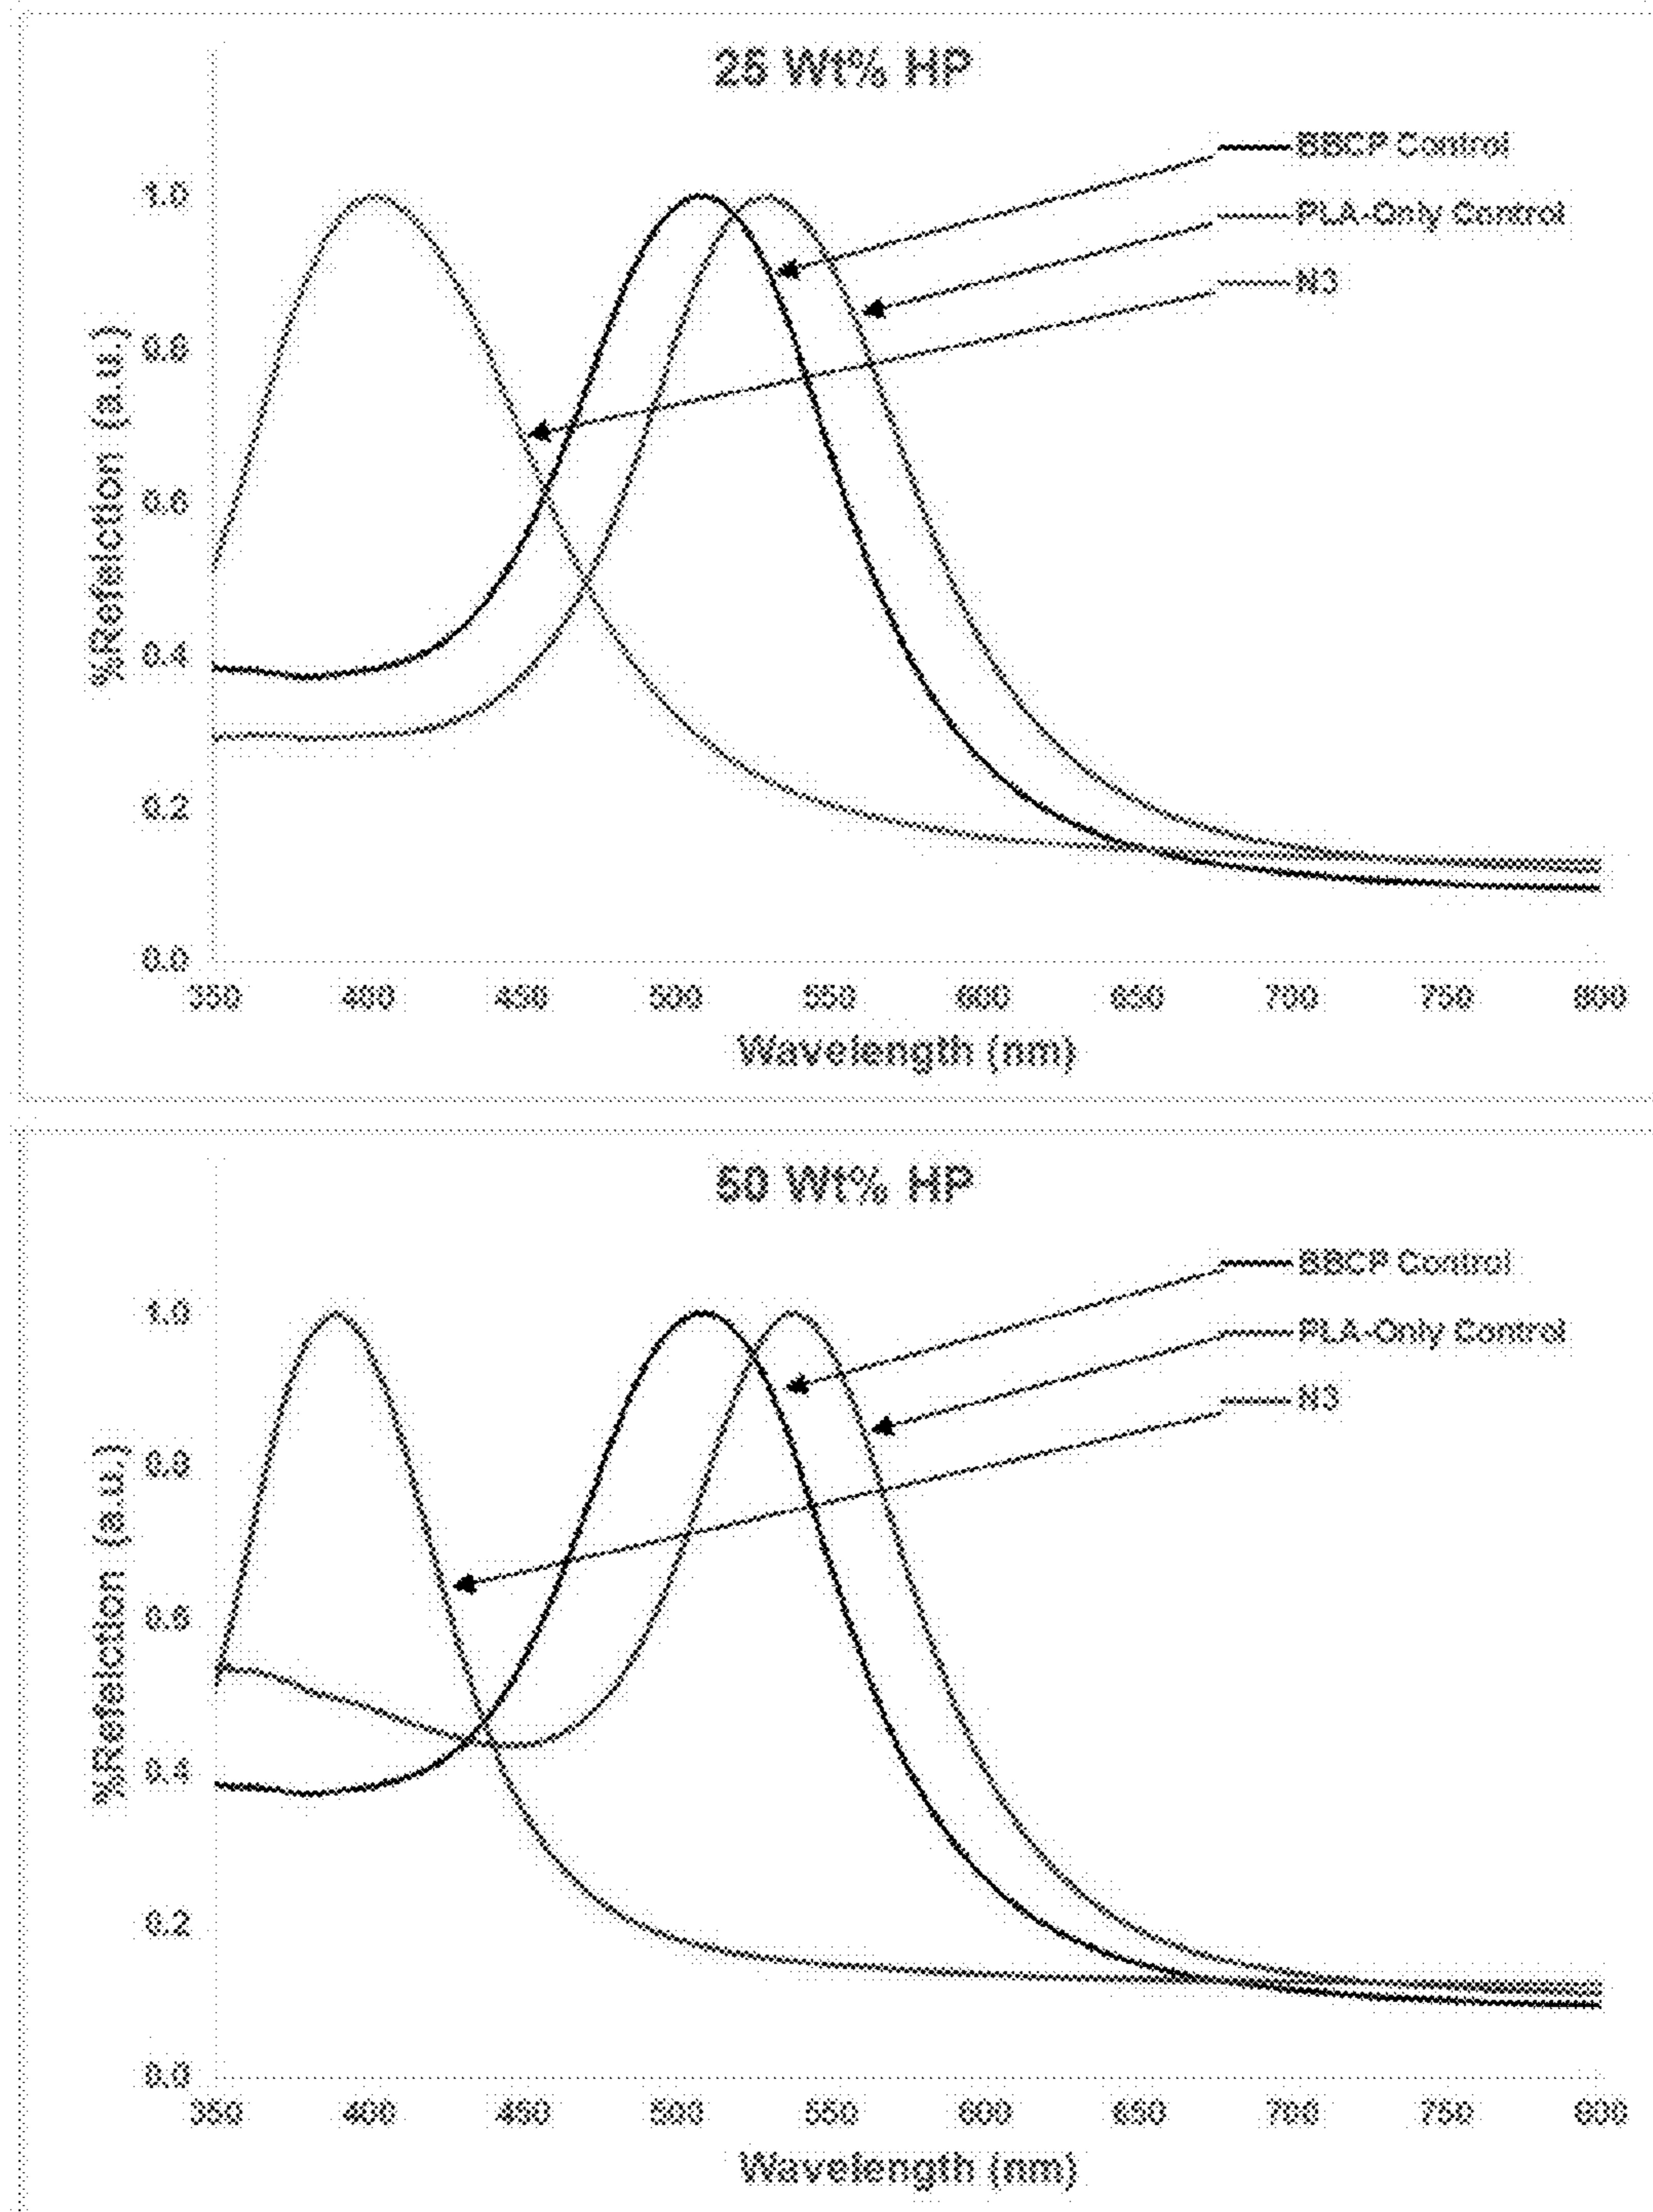 25 Wt% HP
BBCP Control
PLA-Only Control
N3
%Refelction (a.u.)
1.0
0.8
0.6
0.4
0.2
0.0
350 400 450 500 550 600 650 700 750 800
Wavelength (nm)
50 Wt% HP
BBCP Control
PLA-Only Control
N3
%Refelction (a.u.)
1.0
0.8
0.6
0.4
0.2
0.0
350 400 450 500 550 600 650 700 750 800
Wavelength (nm)